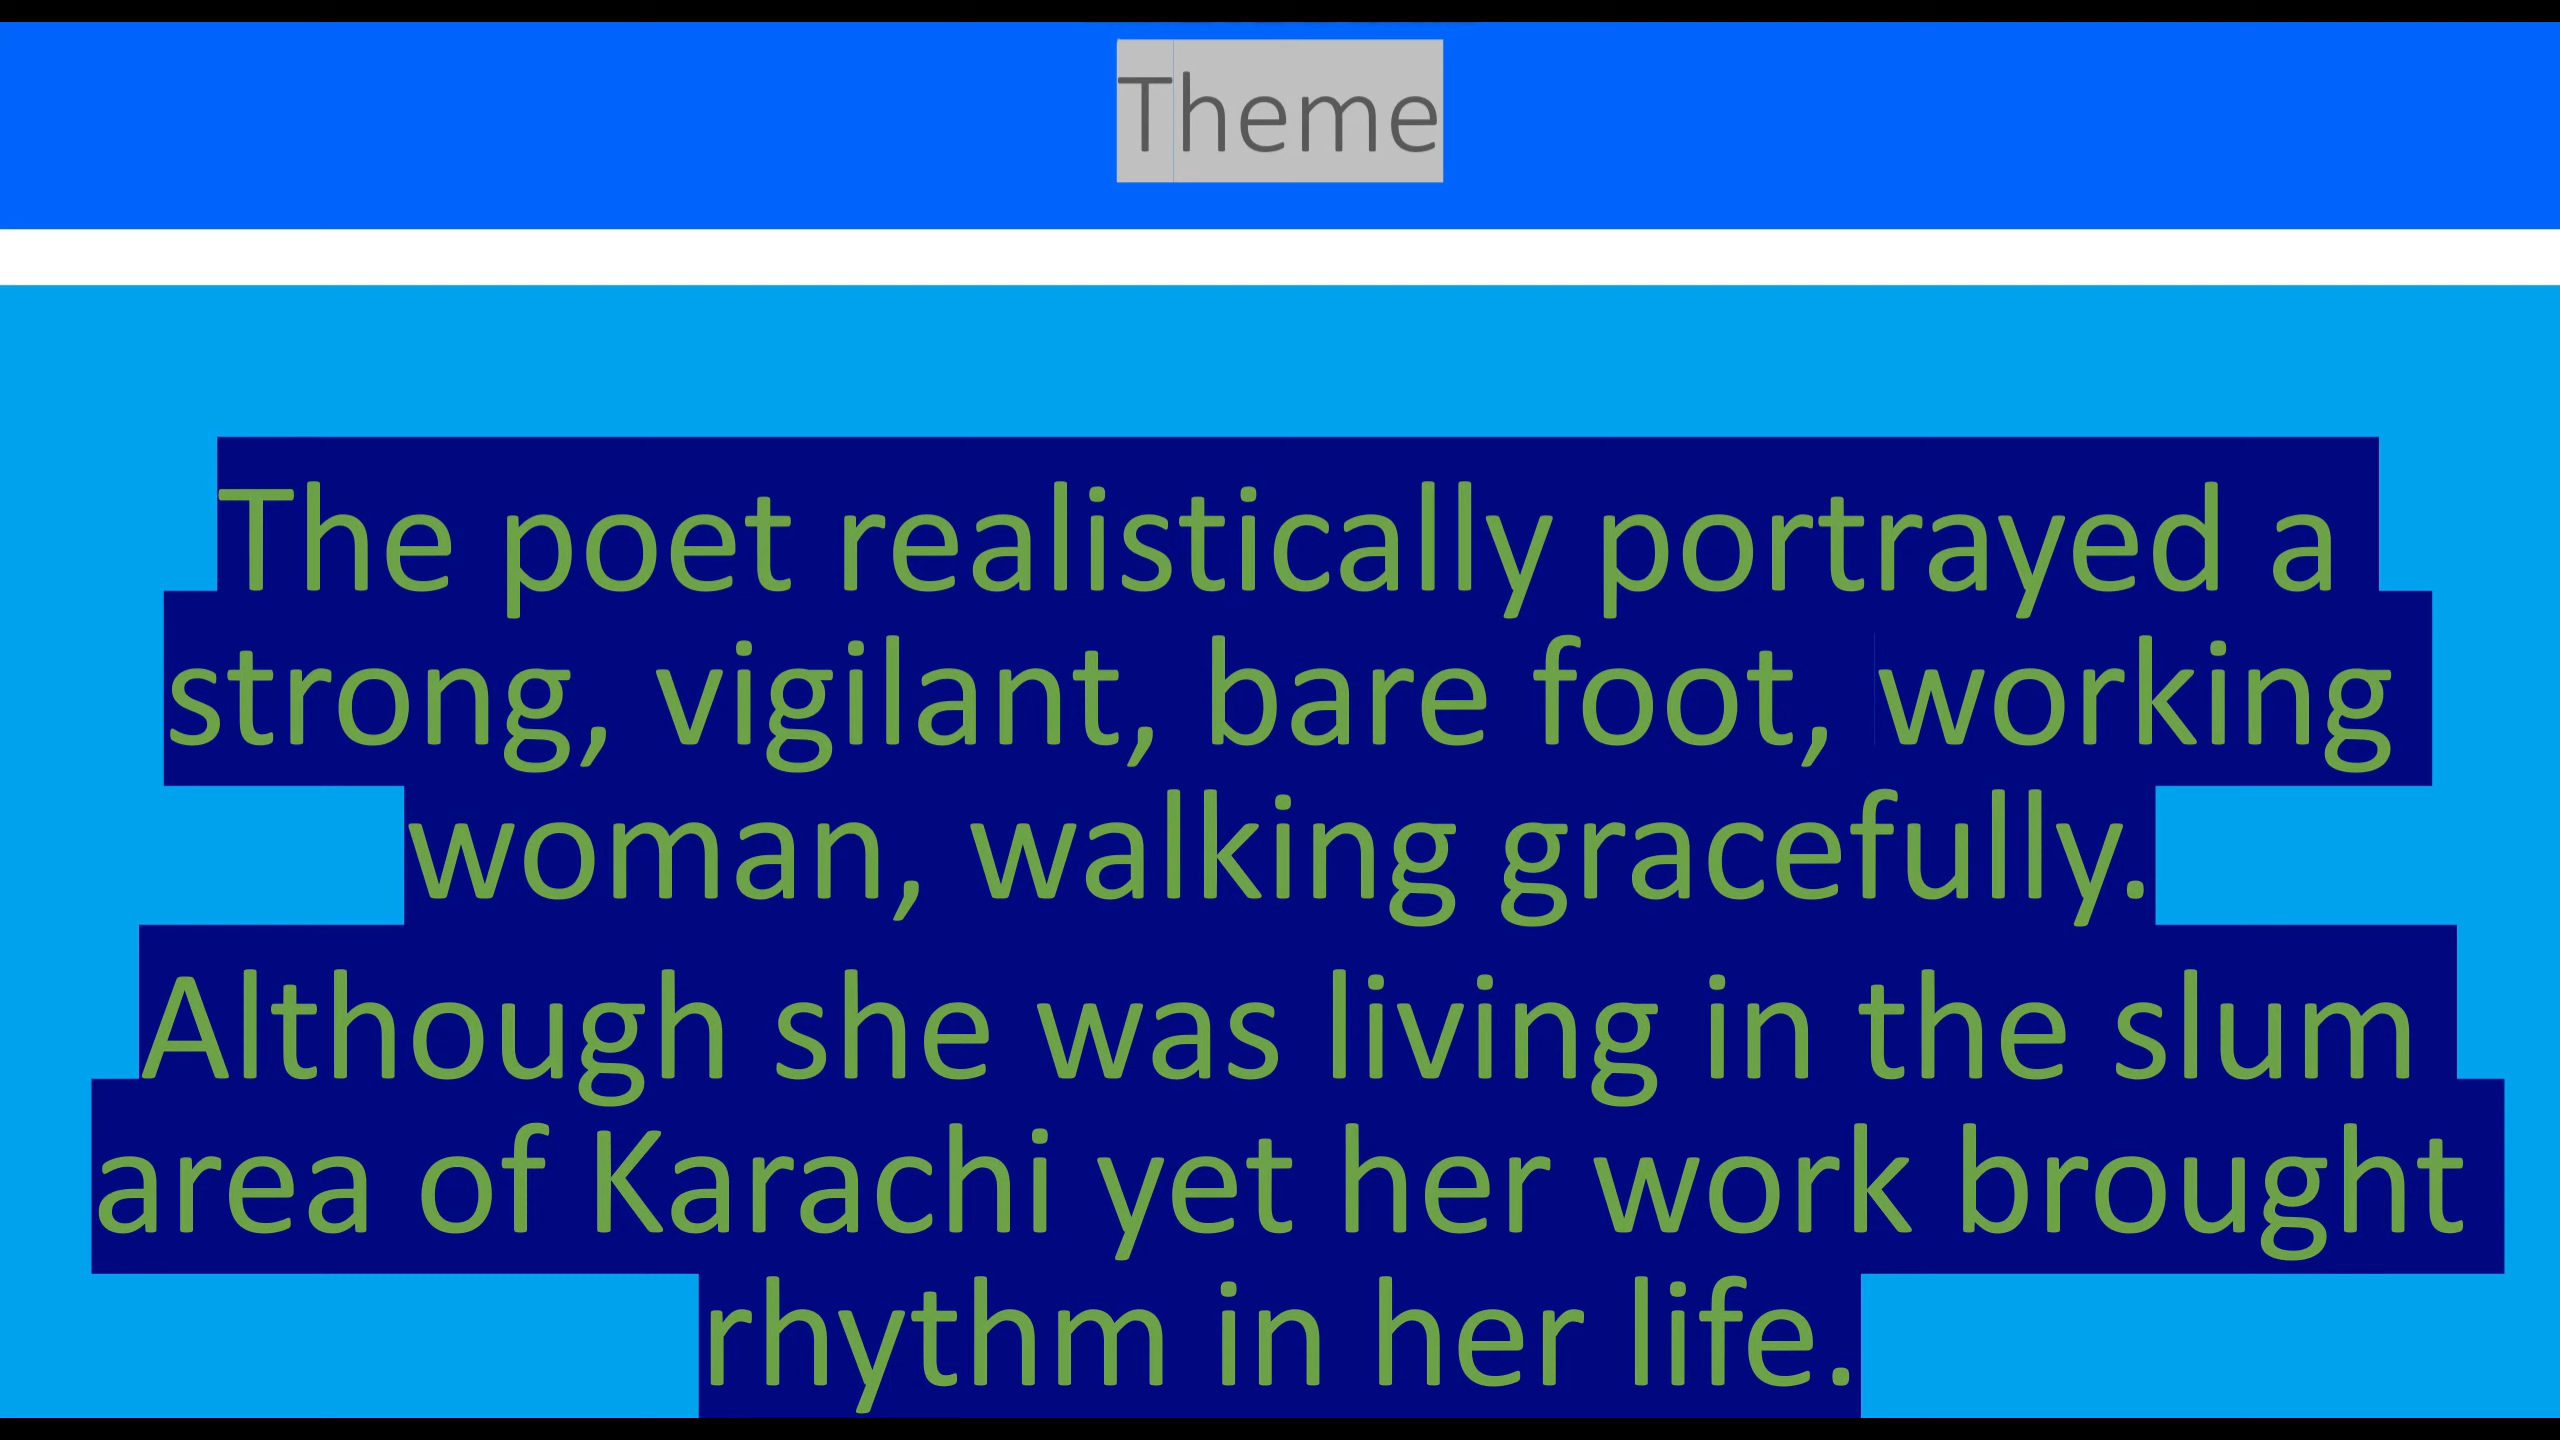 Theme
The poet realistically portrayed a
strong, vigilant, bare foot, working
woman, walking gracefully.
Although she was living in the slum
area of Karachi yet her work brought
rhythm in her life.